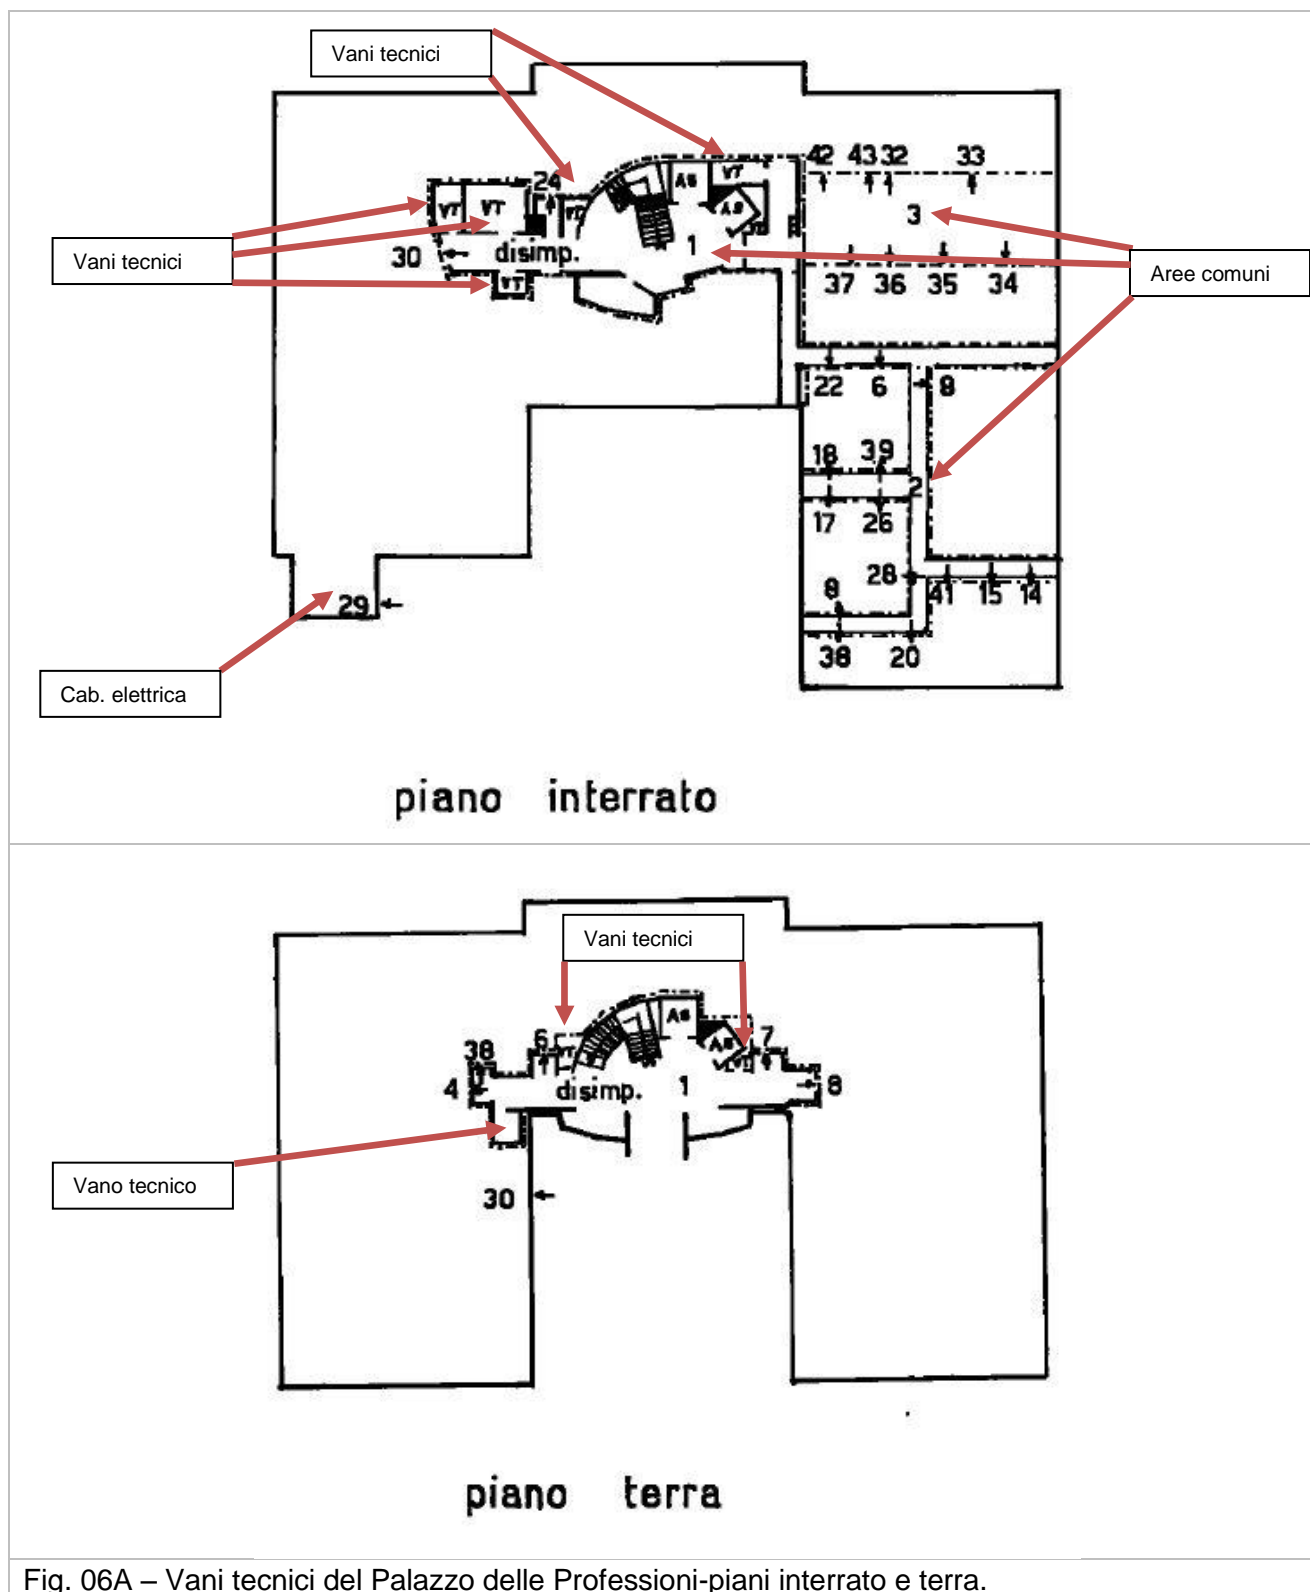 Vani tecnici
42 43 32 33
24 AS VT
VT VT VT AS
3
Vani tecnici
30 disimp. 1
Aree comuni
VT
37 36 35 34
22 6 8
18 39
2
17 26
28
29 8 41 15 14
38 20
Cab. elettrica
piano interrato
Vani tecnici
AS
6 AS 7
38 VT
4 disimp. 1 8
Vano tecnico
30
piano terra
Fig. 06A – Vani tecnici del Palazzo delle Professioni-piani interrato e terra.